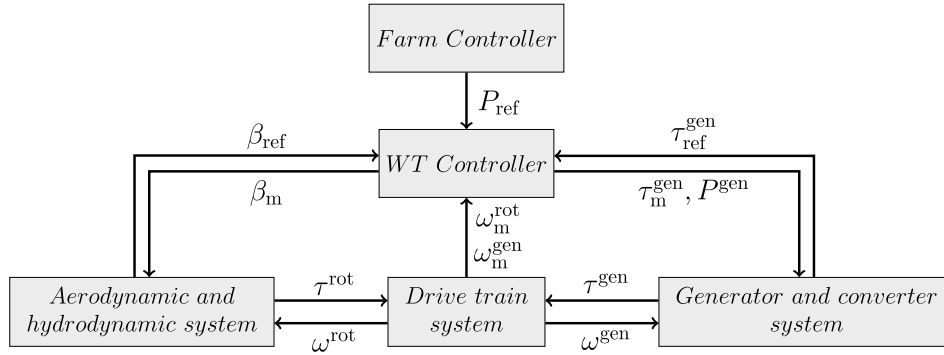 Farm Controller
P_ref
β_ref
WT Controller
τ_ref^gen
β_m
τ_m^gen, P^gen
ω_m^rot
ω_m^gen
Aerodynamic and
hydrodynamic system
τ^rot
ω^rot
Drive train
system
τ^gen
ω^gen
Generator and converter
system